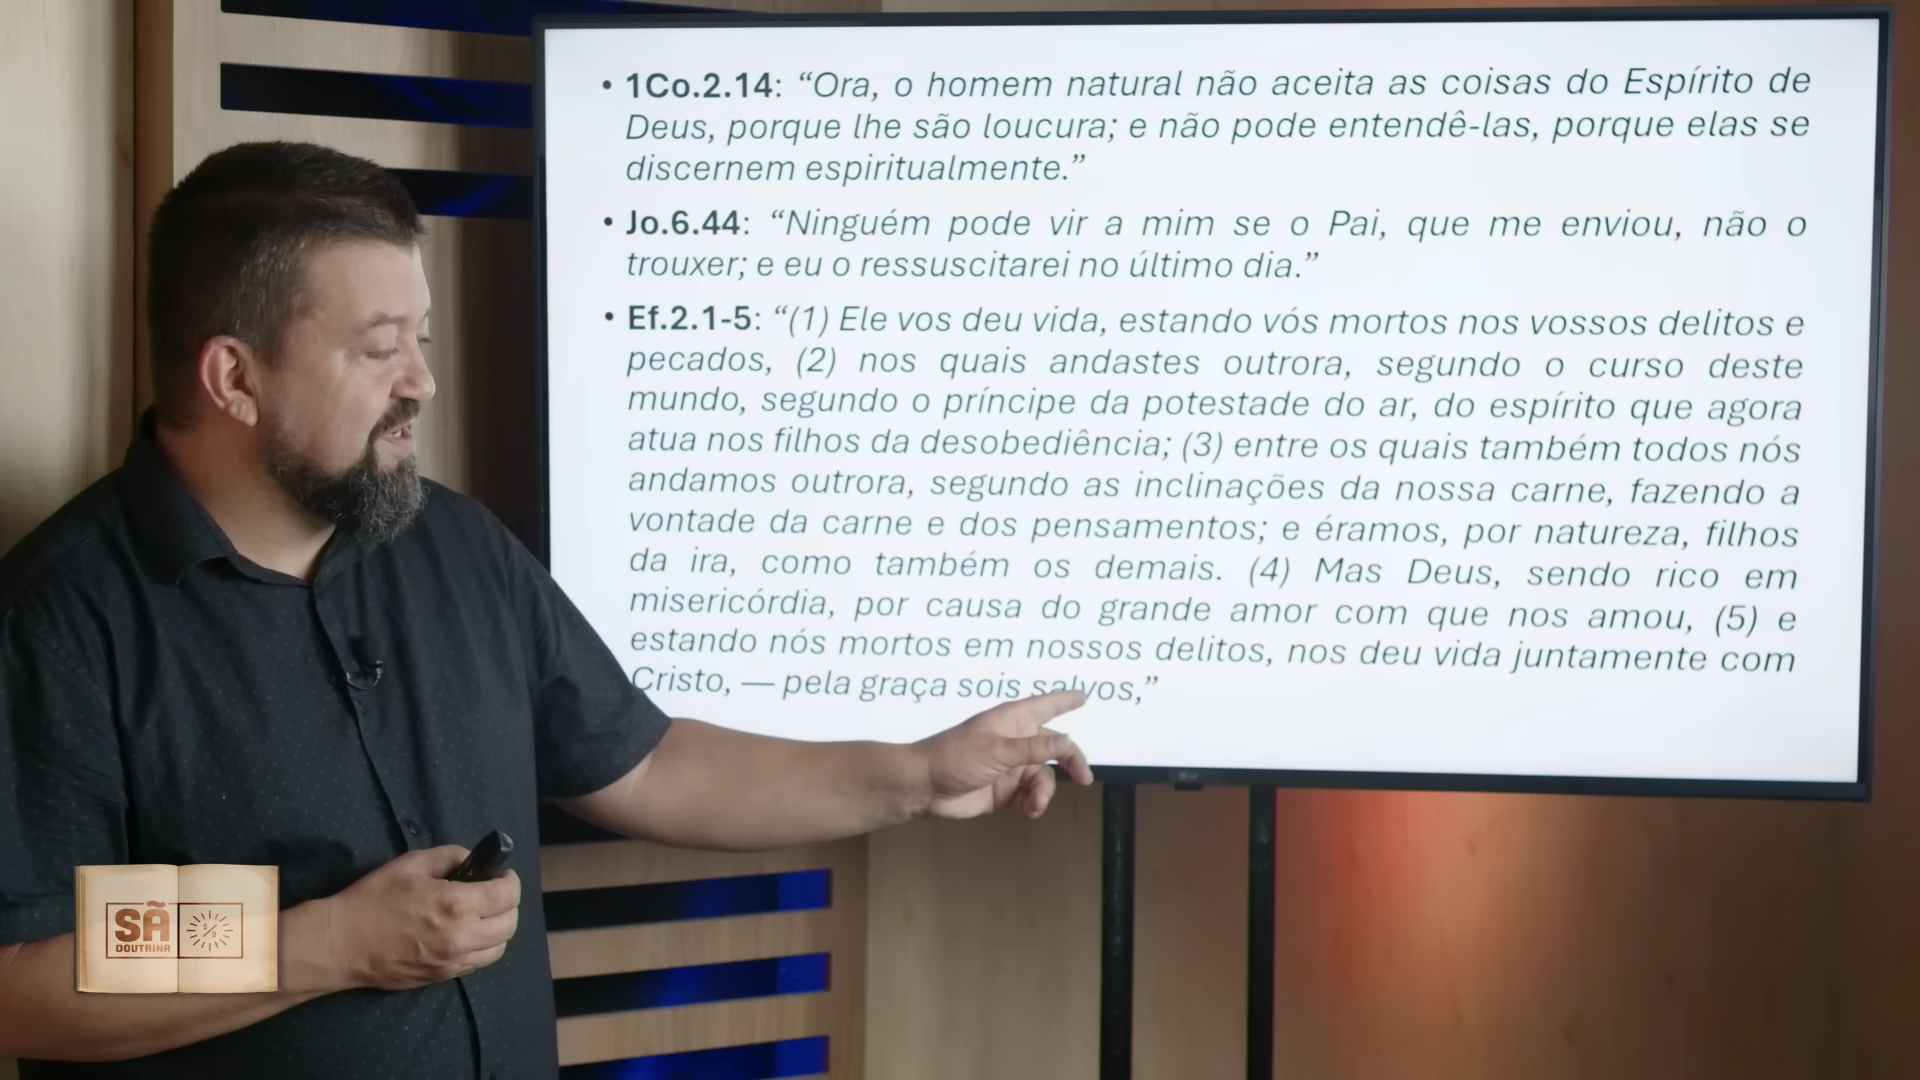 • 1Co.2.14: “Ora, o homem natural não aceita as coisas do Espírito de
Deus, porque lhe são loucura; e não pode entendê-las, porque elas se
discernem espiritualmente.”
• Jo.6.44: “Ninguém pode vir a mim se o Pai, que me enviou, não o
trouxer; e eu o ressuscitarei no último dia.”
• Ef.2.1-5: “(1) Ele vos deu vida, estando vós mortos nos vossos delitos e
pecados, (2) nos quais andastes outrora, segundo o curso deste
mundo, segundo o príncipe da potestade do ar, do espírito que agora
atua nos filhos da desobediência; (3) entre os quais também todos nós
andamos outrora, segundo as inclinações da nossa carne, fazendo a
vontade da carne e dos pensamentos; e éramos, por natureza, filhos
da ira, como também os demais. (4) Mas Deus, sendo rico em
misericórdia, por causa do grande amor com que nos amou, (5) e
estando nós mortos em nossos delitos, nos deu vida juntamente com
Cristo, — pela graça sois salvos,”
SÃ
DOUTRINA